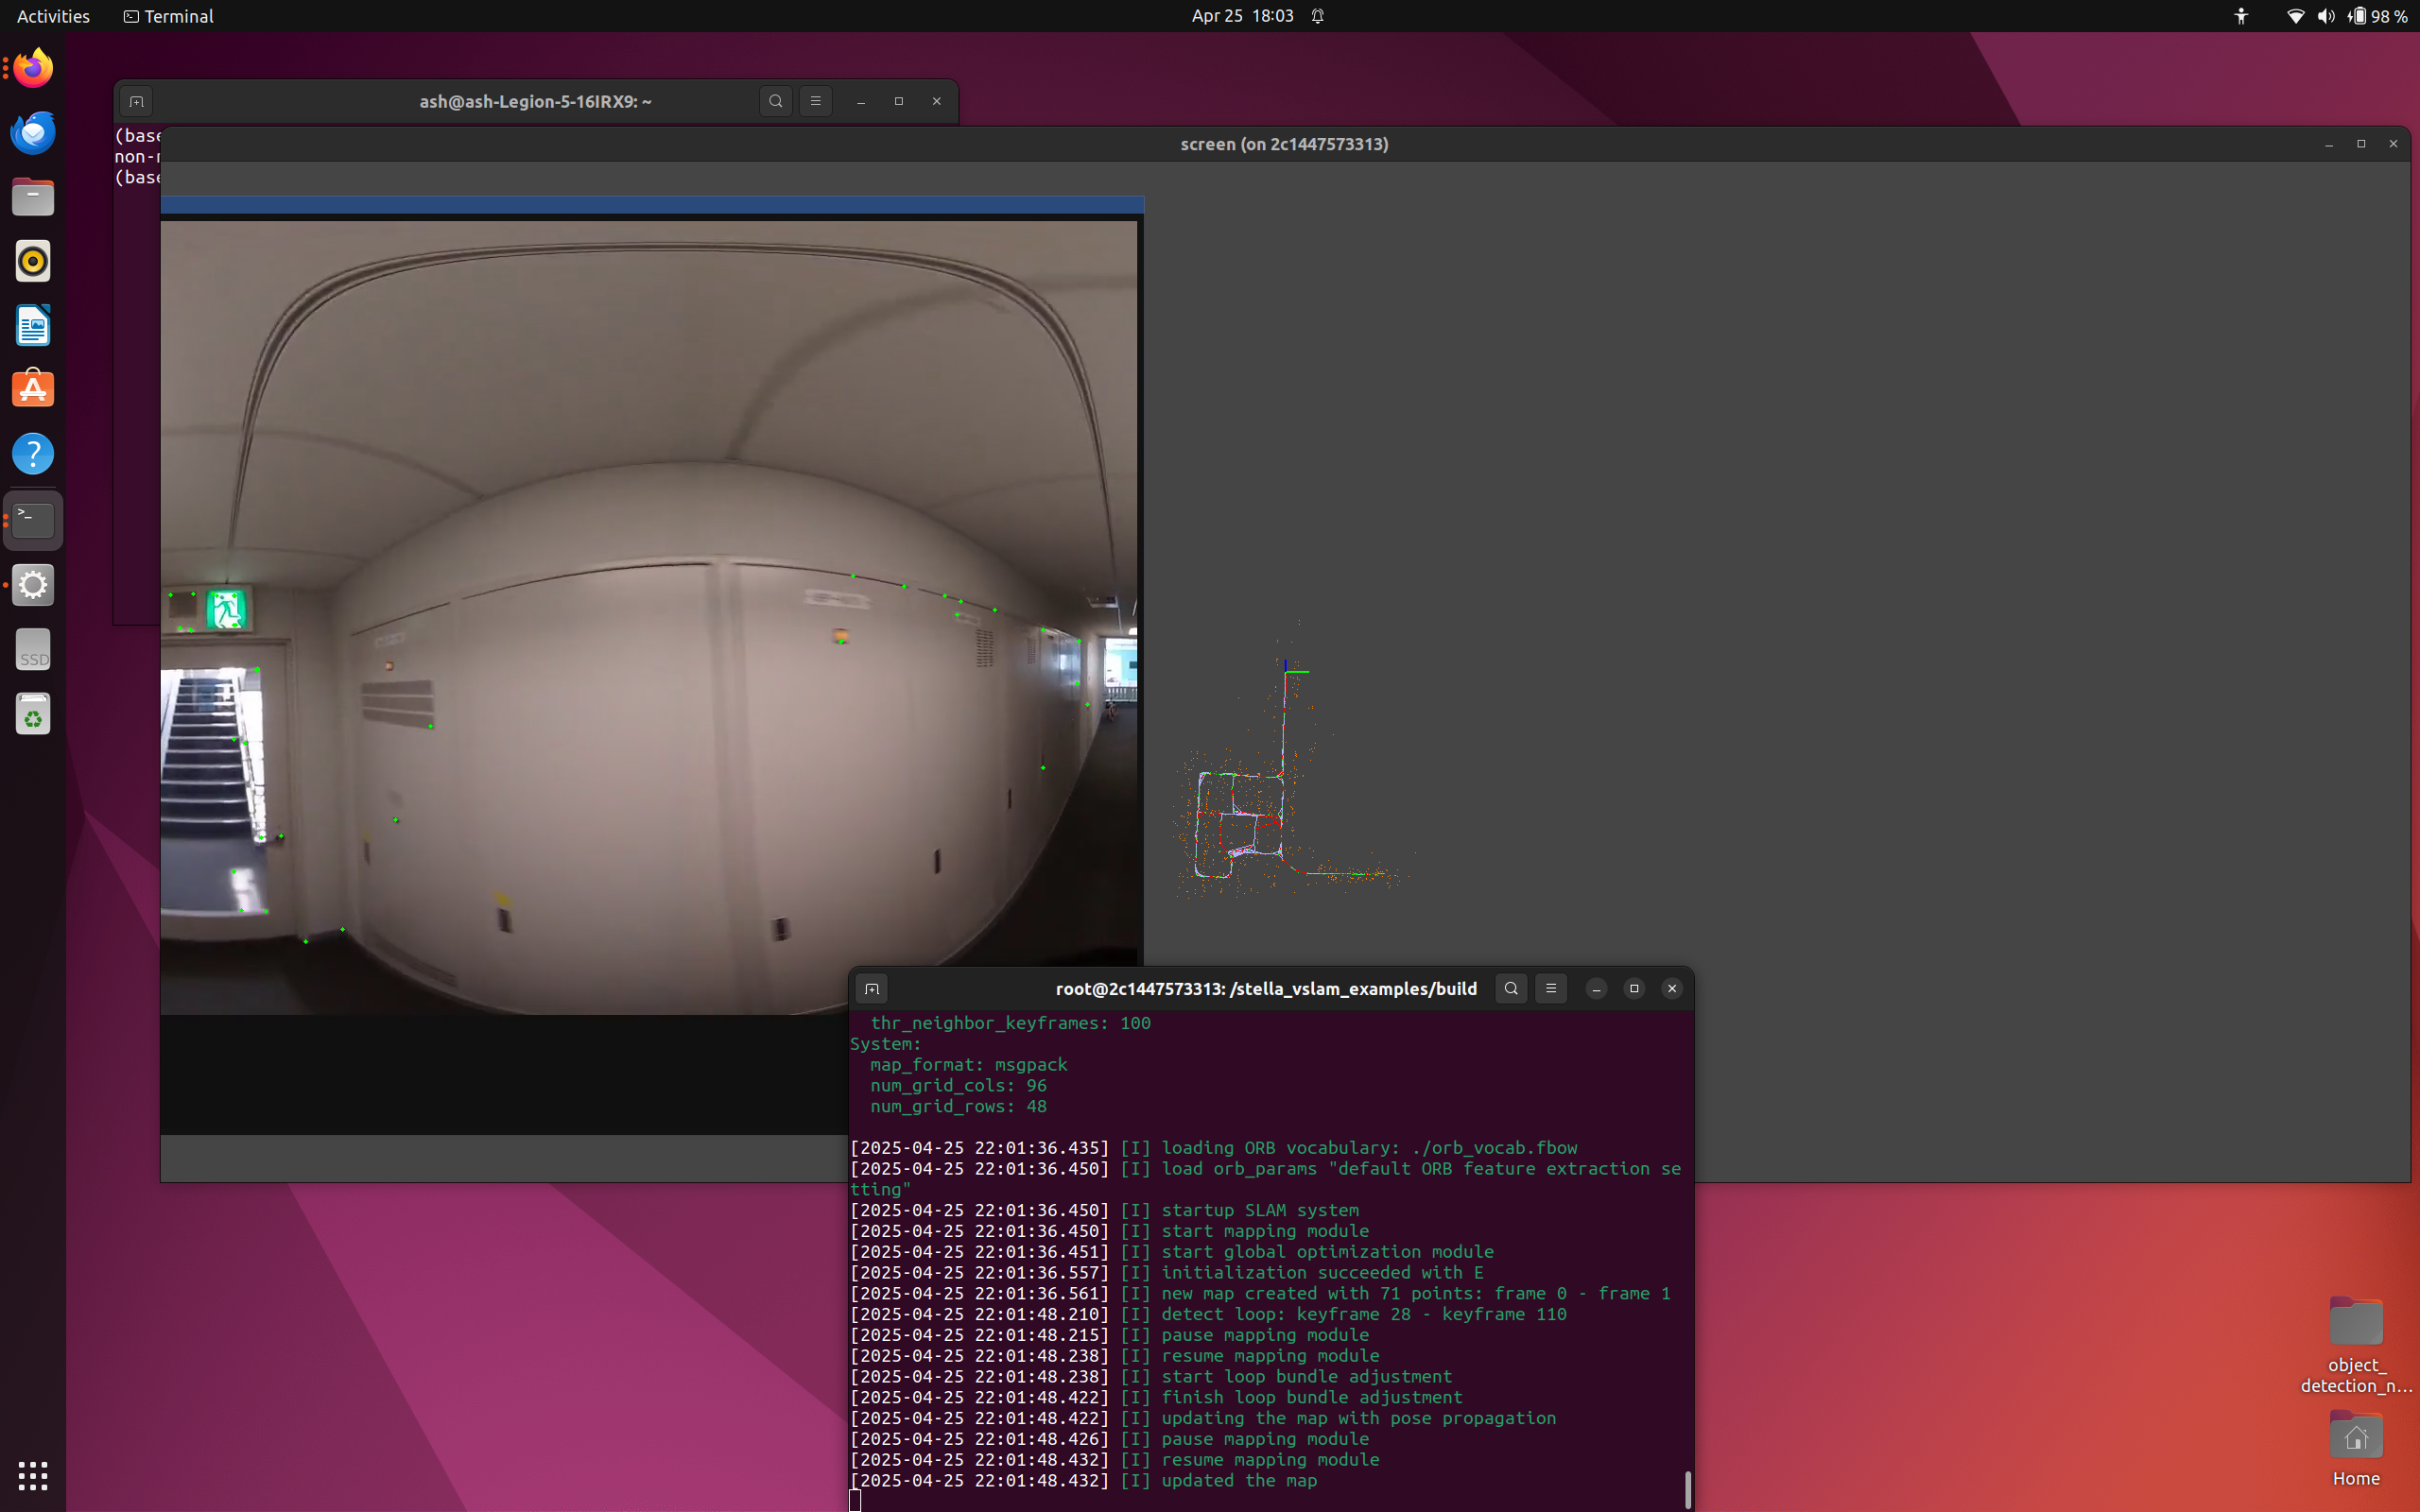 Activities
Terminal
Apr 25 18:03
98 %
ash@ash-Legion-5-16IRX9: ~
(base
non-r
(base
screen (on 2c1447573313)
SSD
root@2c1447573313: /stella_vslam_examples/build
thr_neighbor_keyframes: 100
System:
map_format: msgpack
num_grid_cols: 96
num_grid_rows: 48
[2025-04-25 22:01:36.435] [I] loading ORB vocabulary: ./orb_vocab.fbow
[2025-04-25 22:01:36.450] [I] load orb_params "default ORB feature extraction se
tting"
[2025-04-25 22:01:36.450] [I] startup SLAM system
[2025-04-25 22:01:36.450] [I] start mapping module
[2025-04-25 22:01:36.451] [I] start global optimization module
[2025-04-25 22:01:36.557] [I] initialization succeeded with E
[2025-04-25 22:01:36.561] [I] new map created with 71 points: frame 0 - frame 1
[2025-04-25 22:01:48.210] [I] detect loop: keyframe 28 - keyframe 110
[2025-04-25 22:01:48.215] [I] pause mapping module
[2025-04-25 22:01:48.238] [I] resume mapping module
[2025-04-25 22:01:48.238] [I] start loop bundle adjustment
[2025-04-25 22:01:48.422] [I] finish loop bundle adjustment
[2025-04-25 22:01:48.422] [I] updating the map with pose propagation
[2025-04-25 22:01:48.426] [I] pause mapping module
[2025-04-25 22:01:48.432] [I] resume mapping module
[2025-04-25 22:01:48.432] [I] updated the map
object_
detection_n...
Home